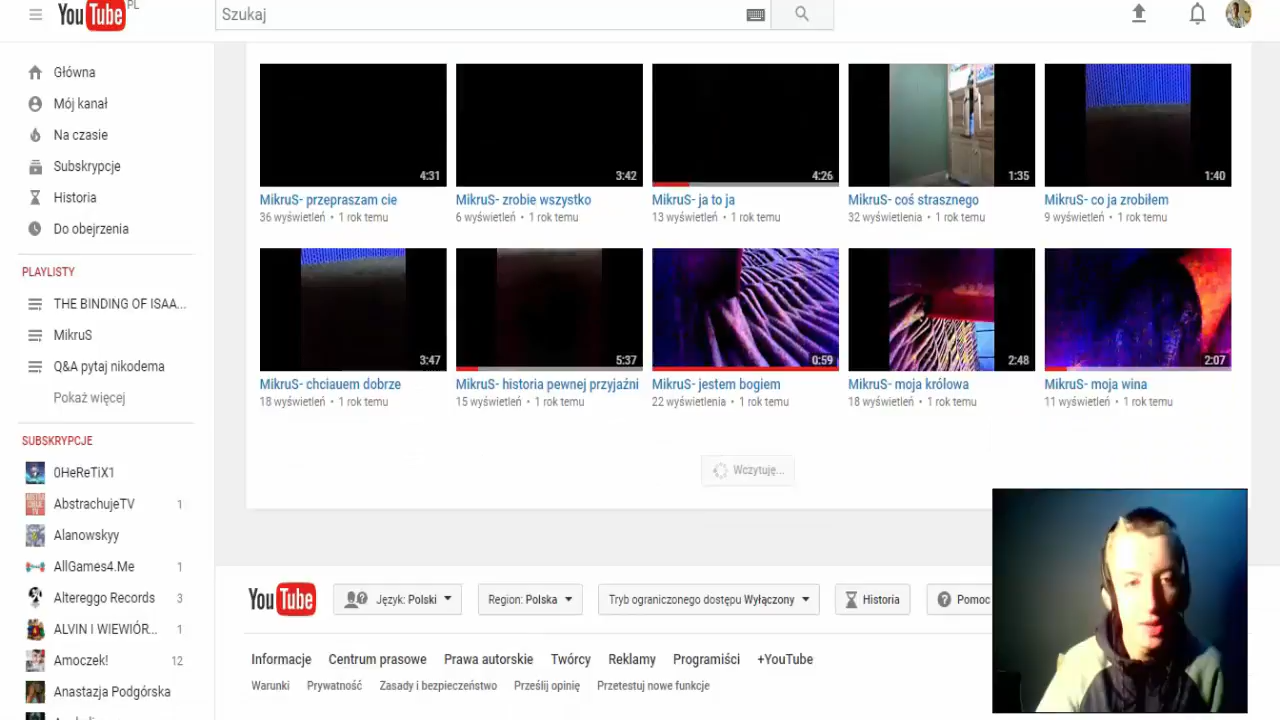 YouTube PL
Szukaj
Główna
Mój kanał
Na czasie
Subskrypcje
Historia
Do obejrzenia
PLAYLISTY
THE BINDING OF ISAA...
MikruS
Q&A pytaj nikodema
Pokaż więcej
SUBSKRYPCJE
0HeReTiX1
AbstrachujeTV 1
Alanowskyy
AllGames4.Me 1
Altereggo Records 3
ALVIN I WIEWIÓR... 1
Amoczek! 12
Anastazja Podgórska
4:31
3:42
4:26
1:35
1:40
MikruS- przepraszam cie
36 wyświetleń • 1 rok temu
MikruS- zrobie wszystko
6 wyświetleń • 1 rok temu
MikruS- ja to ja
13 wyświetleń • 1 rok temu
MikruS- coś strasznego
32 wyświetlenia • 1 rok temu
MikruS- co ja zrobiłem
9 wyświetleń • 1 rok temu
3:47
5:37
0:59
2:48
2:07
MikruS- chciauem dobrze
18 wyświetleń • 1 rok temu
MikruS- historia pewnej przyjaźni
15 wyświetleń • 1 rok temu
MikruS- jestem bogiem
22 wyświetlenia • 1 rok temu
MikruS- moja królowa
18 wyświetleń • 1 rok temu
MikruS- moja wina
11 wyświetleń • 1 rok temu
Wczytuję...
YouTube
Język: Polski
Region: Polska
Tryb ograniczonego dostępu Wyłączony
Historia
Pomoc
Informacje Centrum prasowe Prawa autorskie Twórcy Reklamy Programiści +YouTube
Warunki Prywatność Zasady i bezpieczeństwo Prześlij opinię Przetestuj nowe funkcje